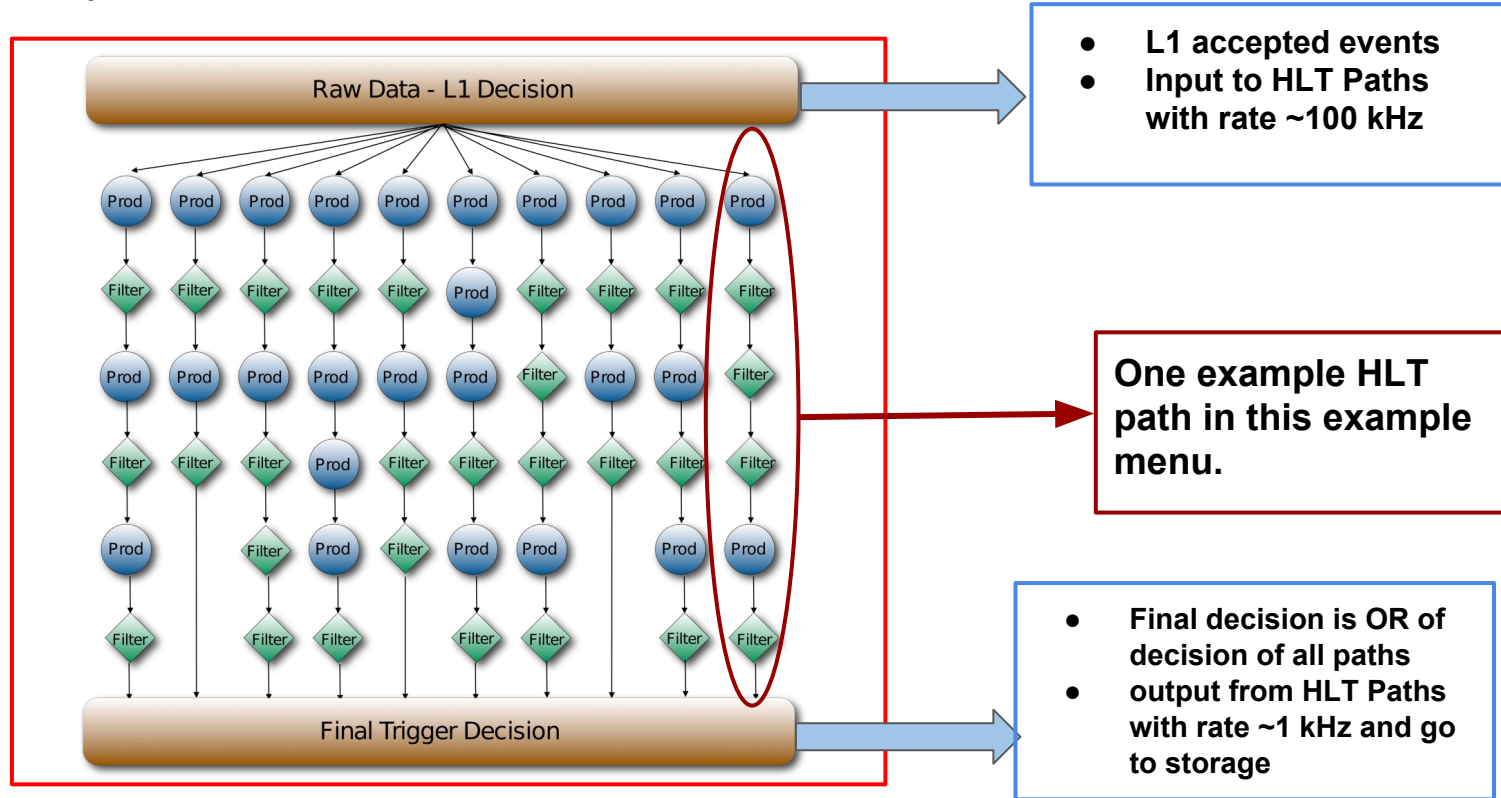 Raw Data - L1 Decision
● L1 accepted events
● Input to HLT Paths
with rate ~100 kHz
Prod Prod Prod Prod Prod Prod Prod Prod Prod Prod
Filter Filter Filter Filter Filter Prod Filter Filter Filter Filter
Prod Prod Prod Prod Prod Prod Filter Prod Prod Filter
Filter Filter Filter Prod Filter Filter Filter Filter Filter Filter
Prod Filter Prod Filter Prod Prod Prod Prod
Filter Filter Filter Filter Filter Filter Filter
One example HLT
path in this example
menu.
Final Trigger Decision
● Final decision is OR of
decision of all paths
● output from HLT Paths
with rate ~1 kHz and go
to storage